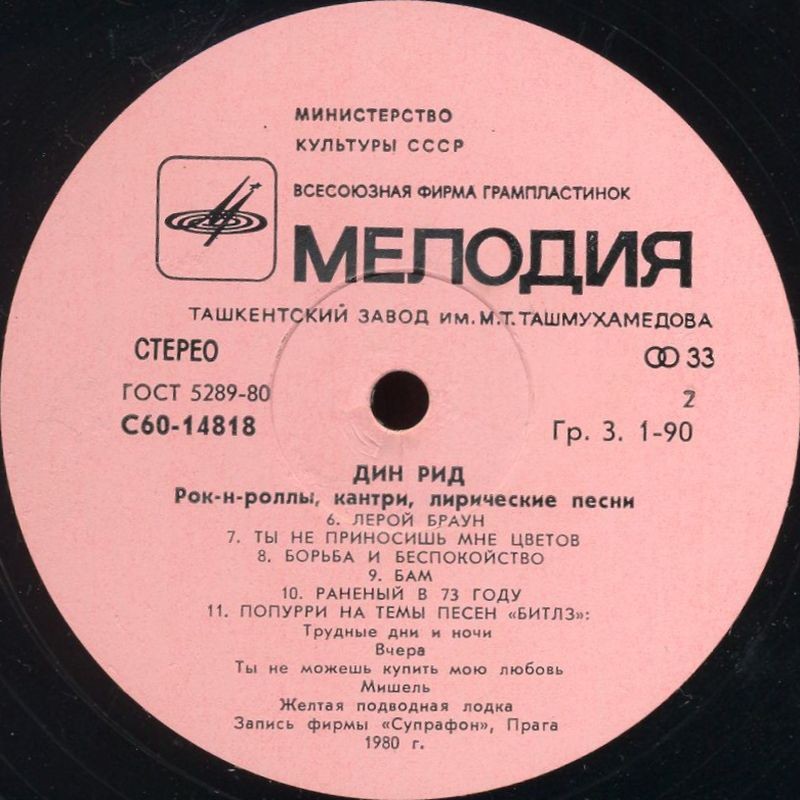 МИНИСТЕРСТВО
КУЛЬТУРЫ СССР
ВСЕСОЮЗНАЯ ФИРМА ГРАМПЛАСТИНОК
МЕЛОДИЯ
ТАШКЕНТСКИЙ ЗАВОД им. М.Т. ТАШМУХАМЕДОВА
СТЕРЕО 33
ГОСТ 5289-80 2
С60-14818 Гр. 3. 1-90
ДИН РИД
Рок-н-роллы, кантри, лирические песни
6. ЛЕРОЙ БРАУН
7. ТЫ НЕ ПРИНОСИШЬ МНЕ ЦВЕТОВ
8. БОРЬБА И БЕСПОКОЙСТВО
9. БАМ
10. РАНЕНЫЙ В 73 ГОДУ
11. ПОПУРРИ НА ТЕМЫ ПЕСЕН «БИТЛЗ»:
Трудные дни и ночи
Вчера
Ты не можешь купить мою любовь
Мишель
Желтая подводная лодка
Запись фирмы «Супрафон», Прага
1980 г.